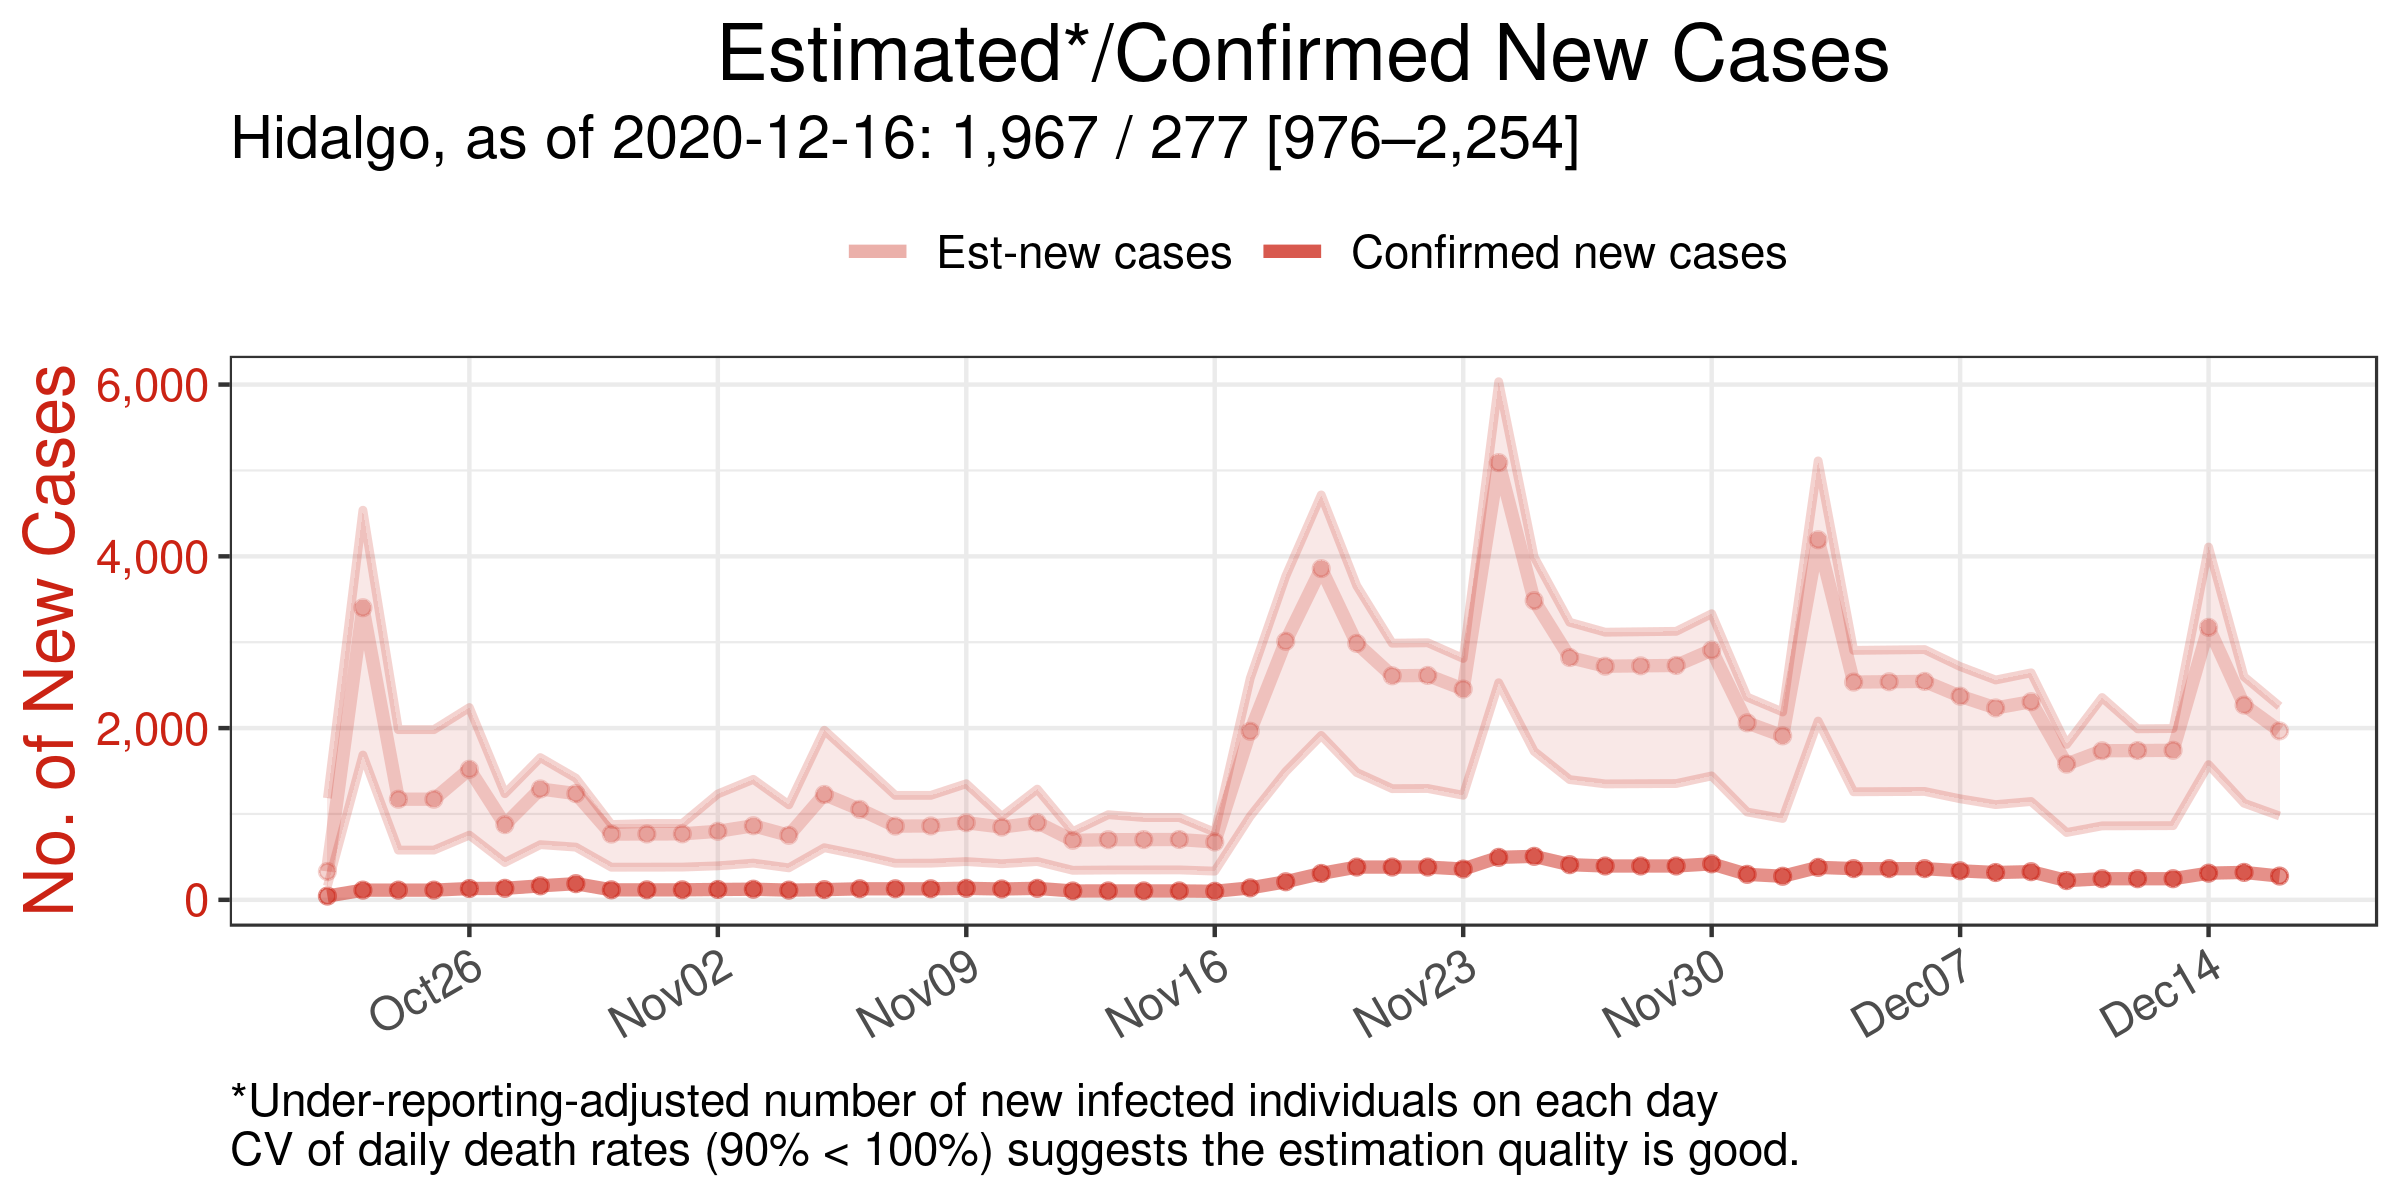 Estimated*/Confirmed New Cases
Hidalgo, as of 2020-12-16: 1,967 / 277 [976–2,254]
Est-new cases
Confirmed new cases
No. of New Cases
6,000
4,000
2,000
0
Oct26
Nov02
Nov09
Nov16
Nov23
Nov30
Dec07
Dec14
*Under-reporting-adjusted number of new infected individuals on each day
CV of daily death rates (90% < 100%) suggests the estimation quality is good.